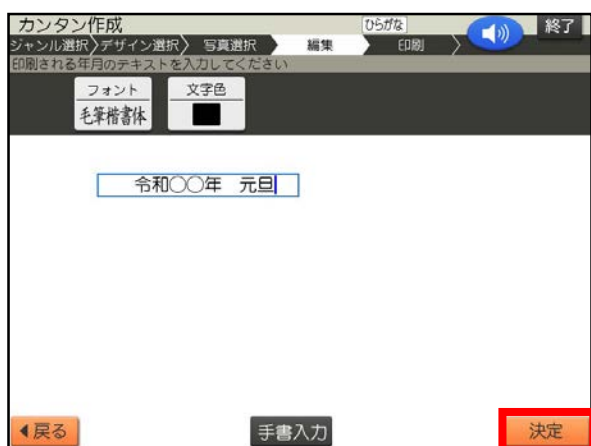 カンタン作成 ひらがな 終了
ジャンル選択〉デザイン選択〉 写真選択 編集 印刷 〉
印刷される年月のテキストを入力してください
フォント 文字色
毛筆楷書体
令和〇〇年 元旦
◀戻る 手書入力 決定